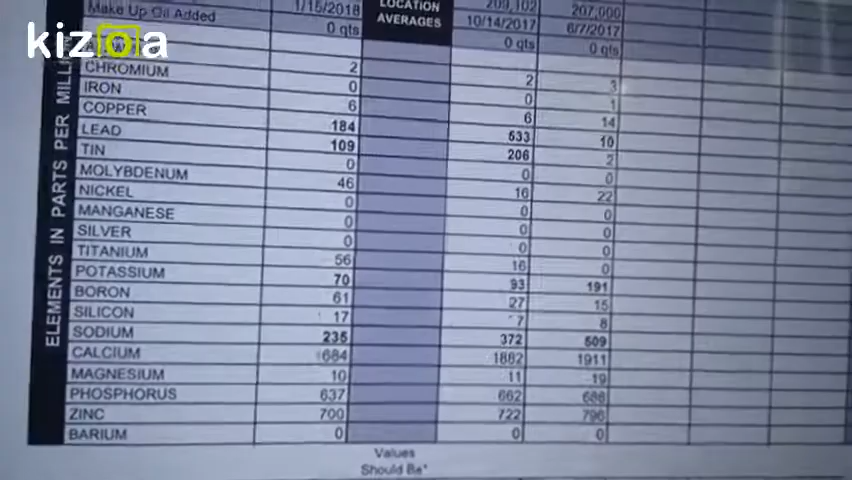 kizoa
LOCATION AVERAGES
1/15/2018 10/14/2017 6/7/2017
209,102 207,000
Make Up Oil Added 0 qts 0 qts 0 qts
2 2 3
CHROMIUM 0 0 1
IRON 6 6 14
COPPER 184 533 10
LEAD 109 206 2
TIN 0 0 0
MOLYBDENUM 46 16 22
NICKEL 0 0 0
MANGANESE 0 0 0
SILVER 0 0 0
TITANIUM 56 16 0
POTASSIUM 70 93 191
BORON 61 27 15
SILICON 17 7 8
SODIUM 235 372 509
CALCIUM 1882 1911
MAGNESIUM 10 11 19
PHOSPHORUS 637 662 688
ZINC 700 722 796
BARIUM 0 0 0
ELEMENTS IN PARTS PER
Values
Should Be*